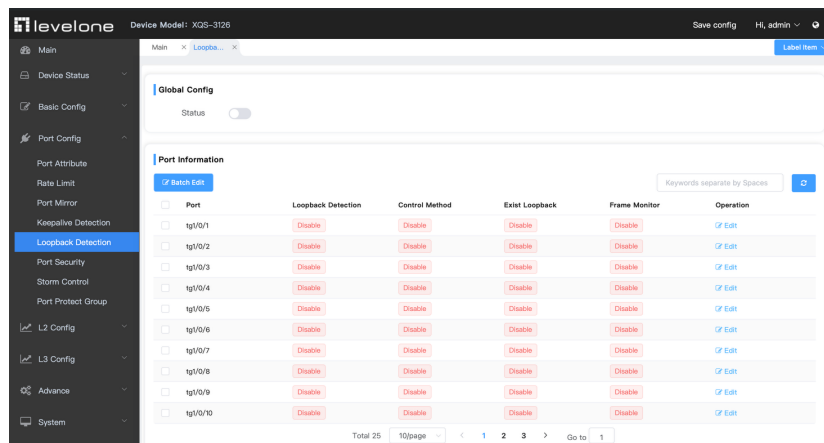 levelone Device Model: XQS-3126 Save config Hi, admin
Main
Device Status
Basic Config
Port Config
Port Attribute
Rate Limit
Port Mirror
Keepalive Detection
Loopback Detection
Port Security
Storm Control
Port Protect Group
L2 Config
L3 Config
Advance
System
Main × Loopba... × Label Item
Global Config
Status
Port Information
Batch Edit Keywords separate by Spaces
Port Loopback Detection Control Method Exist Loopback Frame Monitor Operation
tg1/0/1 Disable Disable Disable Disable Edit
tg1/0/2 Disable Disable Disable Disable Edit
tg1/0/3 Disable Disable Disable Disable Edit
tg1/0/4 Disable Disable Disable Disable Edit
tg1/0/5 Disable Disable Disable Disable Edit
tg1/0/6 Disable Disable Disable Disable Edit
tg1/0/7 Disable Disable Disable Disable Edit
tg1/0/8 Disable Disable Disable Disable Edit
tg1/0/9 Disable Disable Disable Disable Edit
tg1/0/10 Disable Disable Disable Disable Edit
Total 25 10/page < 1 2 3 > Go to 1